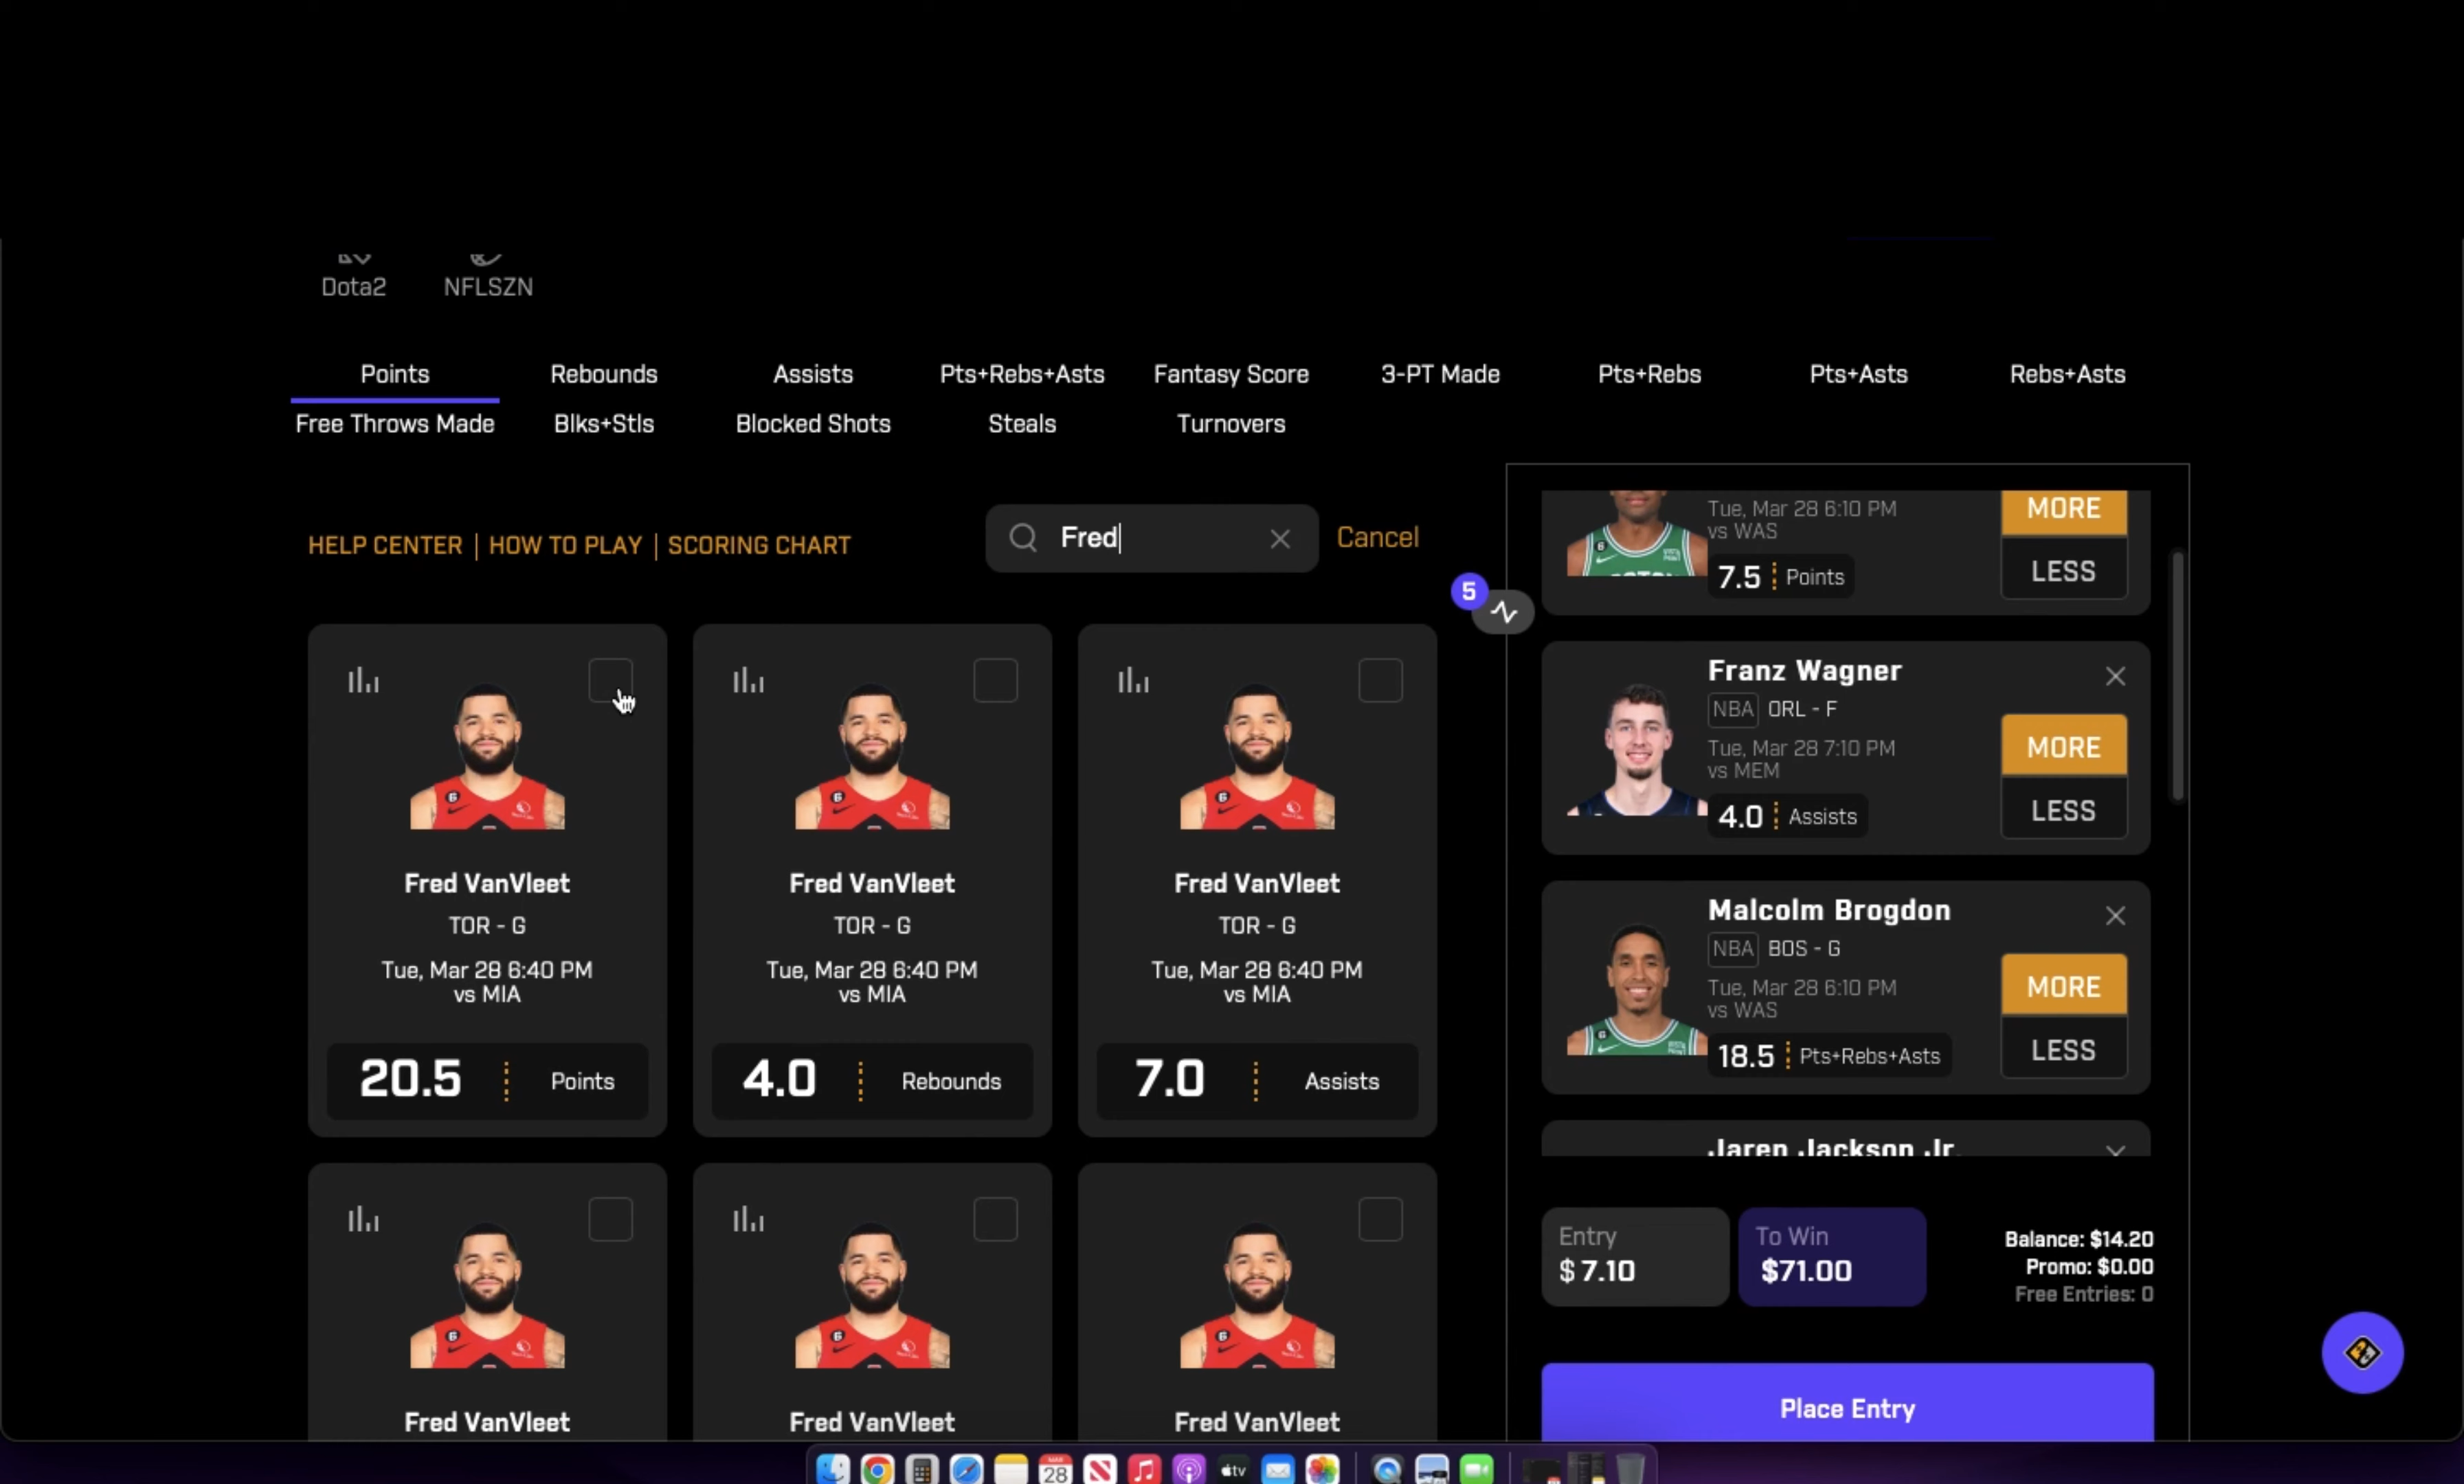 Dota2 NFLSZN
Points Rebounds Assists Pts+Rebs+Asts Fantasy Score 3-PT Made Pts+Rebs Pts+Asts Rebs+Asts
Free Throws Made Blks+Stls Blocked Shots Steals Turnovers
HELP CENTER | HOW TO PLAY | SCORING CHART
Fred
Cancel
Fred VanVleet
TOR - G
Tue, Mar 28 6:40 PM
vs MIA
20.5 Points
Fred VanVleet
TOR - G
Tue, Mar 28 6:40 PM
vs MIA
4.0 Rebounds
Fred VanVleet
TOR - G
Tue, Mar 28 6:40 PM
vs MIA
7.0 Assists
Fred VanVleet
Fred VanVleet
Fred VanVleet
5
Tue, Mar 28 6:10 PM
vs WAS
7.5 Points
MORE
LESS
Franz Wagner
NBA ORL - F
Tue, Mar 28 7:10 PM
vs MEM
4.0 Assists
MORE
LESS
Malcolm Brogdon
NBA BOS - G
Tue, Mar 28 6:10 PM
vs WAS
18.5 Pts+Rebs+Asts
MORE
LESS
Jaren Jackson Jr.
Entry
$ 7.10
To Win
$71.00
Balance: $14.20
Promo: $0.00
Free Entries: 0
Place Entry
28
tv